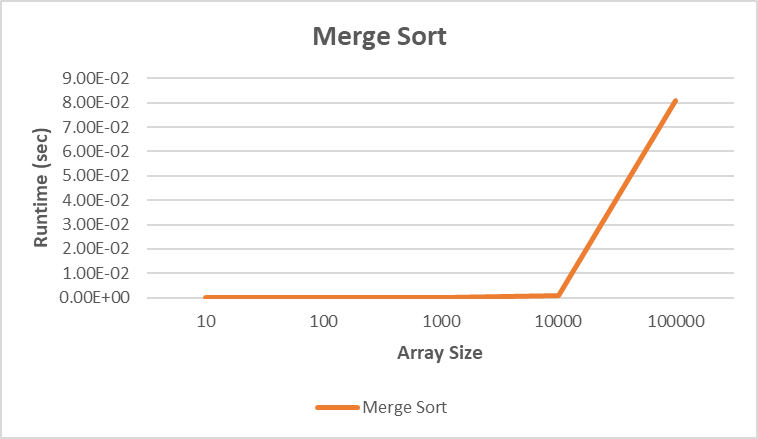 Merge Sort
9.00E-02
8.00E-02
7.00E-02
6.00E-02
5.00E-02
4.00E-02
3.00E-02
2.00E-02
1.00E-02
0.00E+00
Runtime (sec)
10 100 1000 10000 100000
Array Size
Merge Sort